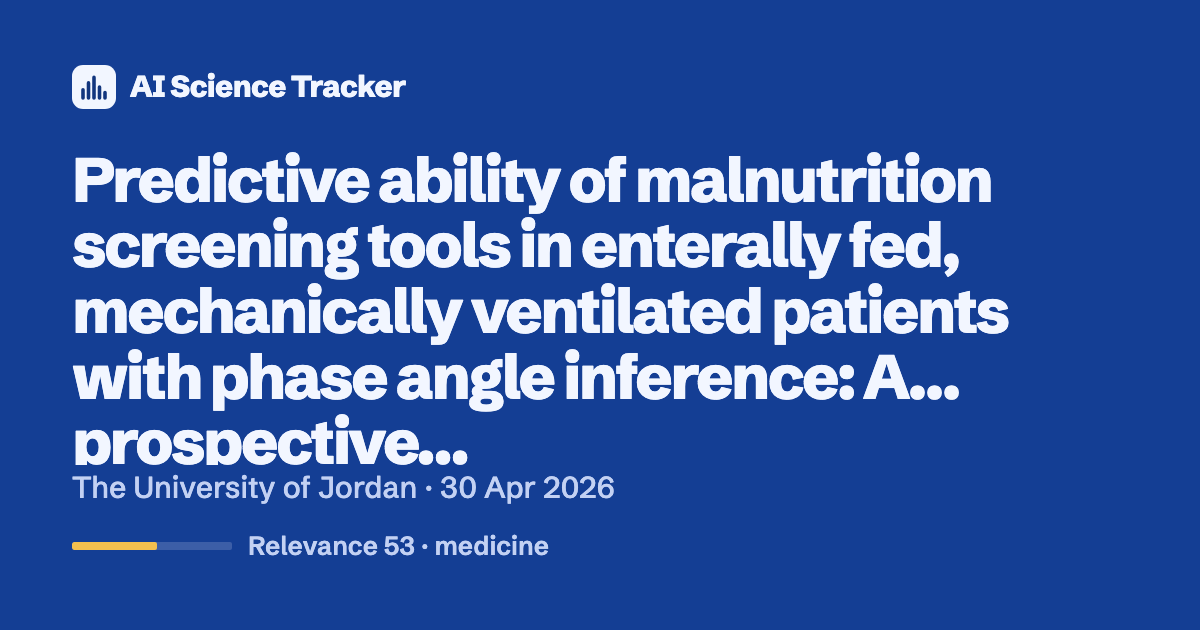 AI Science Tracker
Predictive ability of malnutrition
screening tools in enterally fed,
mechanically ventilated patients
with phase angle inference: A...
prospective...
The University of Jordan · 30 Apr 2026
Relevance 53 · medicine